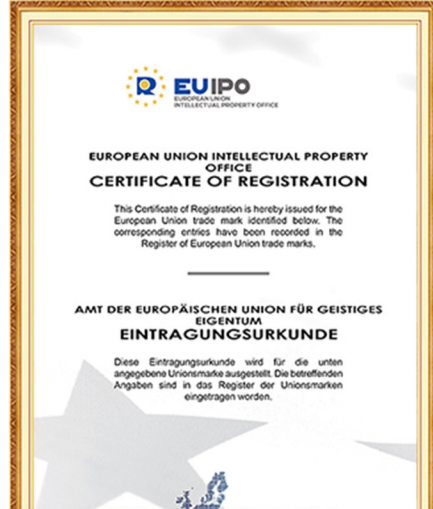 R EUIPO
EUROPEAN UNION
INTELLECTUAL PROPERTY OFFICE
EUROPEAN UNION INTELLECTUAL PROPERTY
OFFICE
CERTIFICATE OF REGISTRATION
This Certificate of Registration is hereby issued for the
European Union trade mark identified below. The
corresponding entries have been recorded in the
Register of European Union trade marks.
AMT DER EUROPÄISCHEN UNION FÜR GEISTIGES
EIGENTUM
EINTRAGUNGSURKUNDE
Diese Eintragungsurkunde wird für die unten
angegebene Unionsmarke ausgestellt. Die betreffenden
Angaben sind in das Register der Unionsmarken
eingetragen worden.